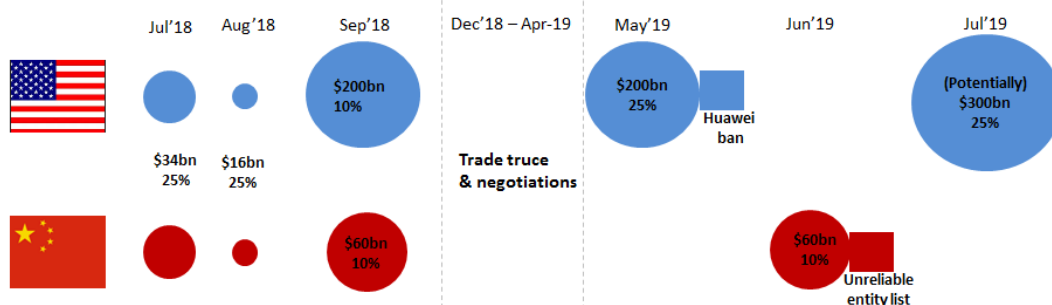 Jul’18
Aug’18
Sep’18
Dec’18 – Apr-19
May’19
Jun’19
Jul’19
$200bn
10%
$200bn
25%
Huawei
ban
(Potentially)
$300bn
25%
$34bn
25%
$16bn
25%
Trade truce
& negotiations
$60bn
10%
$60bn
10%
Unreliable
entity list